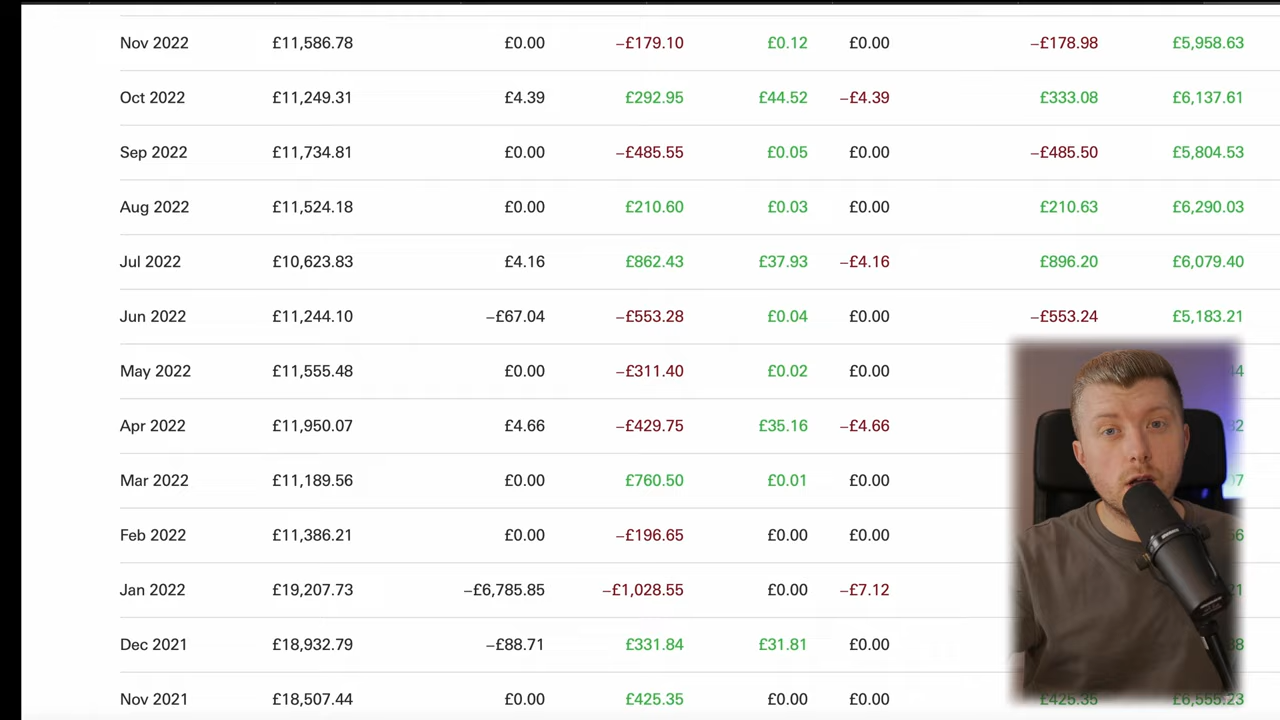 Nov 2022 £11,586.78 £0.00 −£179.10 £0.12 £0.00 −£178.98 £5,958.63
Oct 2022 £11,249.31 £4.39 £292.95 £44.52 −£4.39 £333.08 £6,137.61
Sep 2022 £11,734.81 £0.00 −£485.55 £0.05 £0.00 −£485.50 £5,804.53
Aug 2022 £11,524.18 £0.00 £210.60 £0.03 £0.00 £210.63 £6,290.03
Jul 2022 £10,623.83 £4.16 £862.43 £37.93 −£4.16 £896.20 £6,079.40
Jun 2022 £11,244.10 −£67.04 −£553.28 £0.04 £0.00 −£553.24 £5,183.21
May 2022 £11,555.48 £0.00 −£311.40 £0.02 £0.00
Apr 2022 £11,950.07 £4.66 −£429.75 £35.16 −£4.66
Mar 2022 £11,189.56 £0.00 £760.50 £0.01 £0.00
Feb 2022 £11,386.21 £0.00 −£196.65 £0.00 £0.00
Jan 2022 £19,207.73 −£6,785.85 −£1,028.55 £0.00 −£7.12
Dec 2021 £18,932.79 −£88.71 £331.84 £31.81 £0.00
Nov 2021 £18,507.44 £0.00 £425.35 £0.00 £0.00 £425.35 £6,555.23